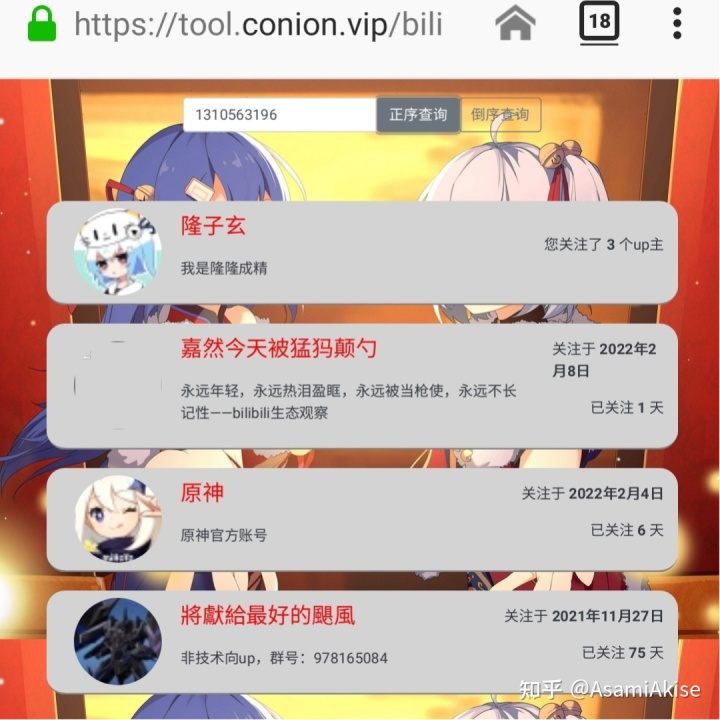 https://tool.conion.vip/bili
18
1310563196
正序查询
倒序查询
隆子玄
我是隆隆成精
您关注了 3 个up主
嘉然今天被猛犸颠勺
永远年轻，永远热泪盈眶，永远被当枪使，永远不长
记性——bilibili生态观察
关注于 2022年2
月8日
已关注 1 天
原神
原神官方账号
关注于 2022年2月4日
已关注 6 天
將獻給最好的颶風
非技术向up，群号：978165084
关注于 2021年11月27日
已关注 75 天
知乎 @AsamiAkise